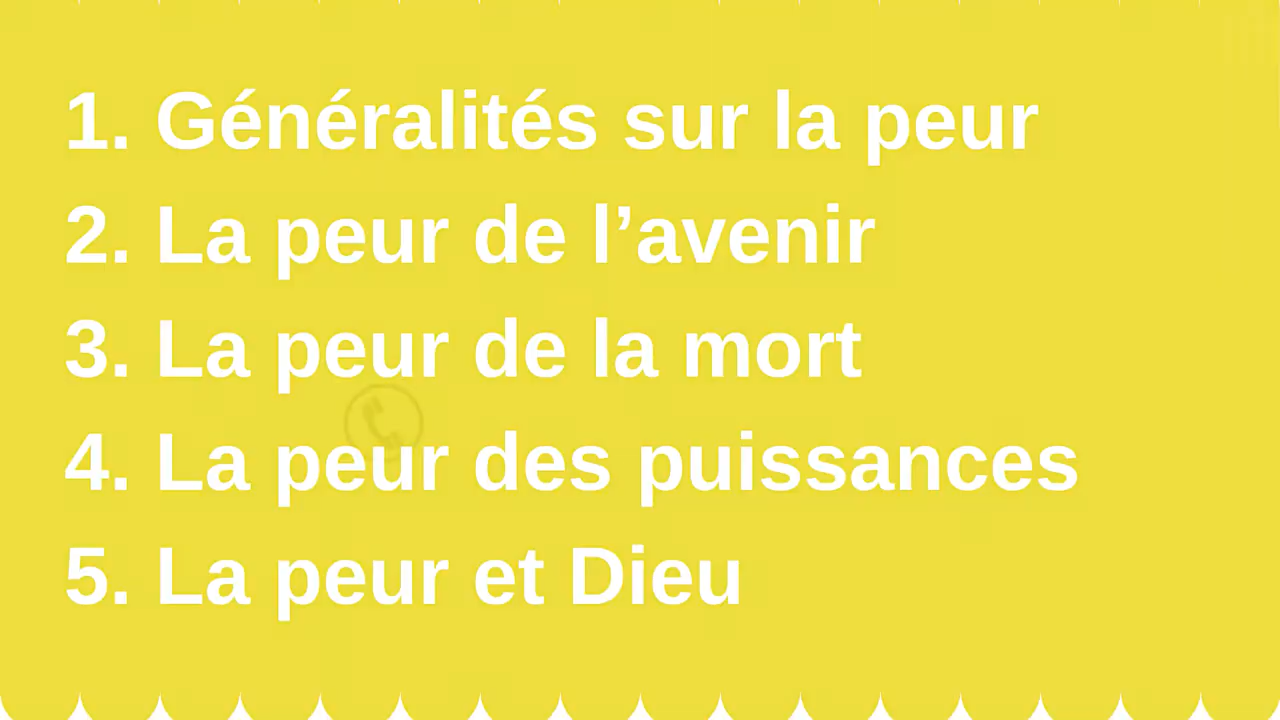 1. Généralités sur la peur
2. La peur de l’avenir
3. La peur de la mort
4. La peur des puissances
5. La peur et Dieu